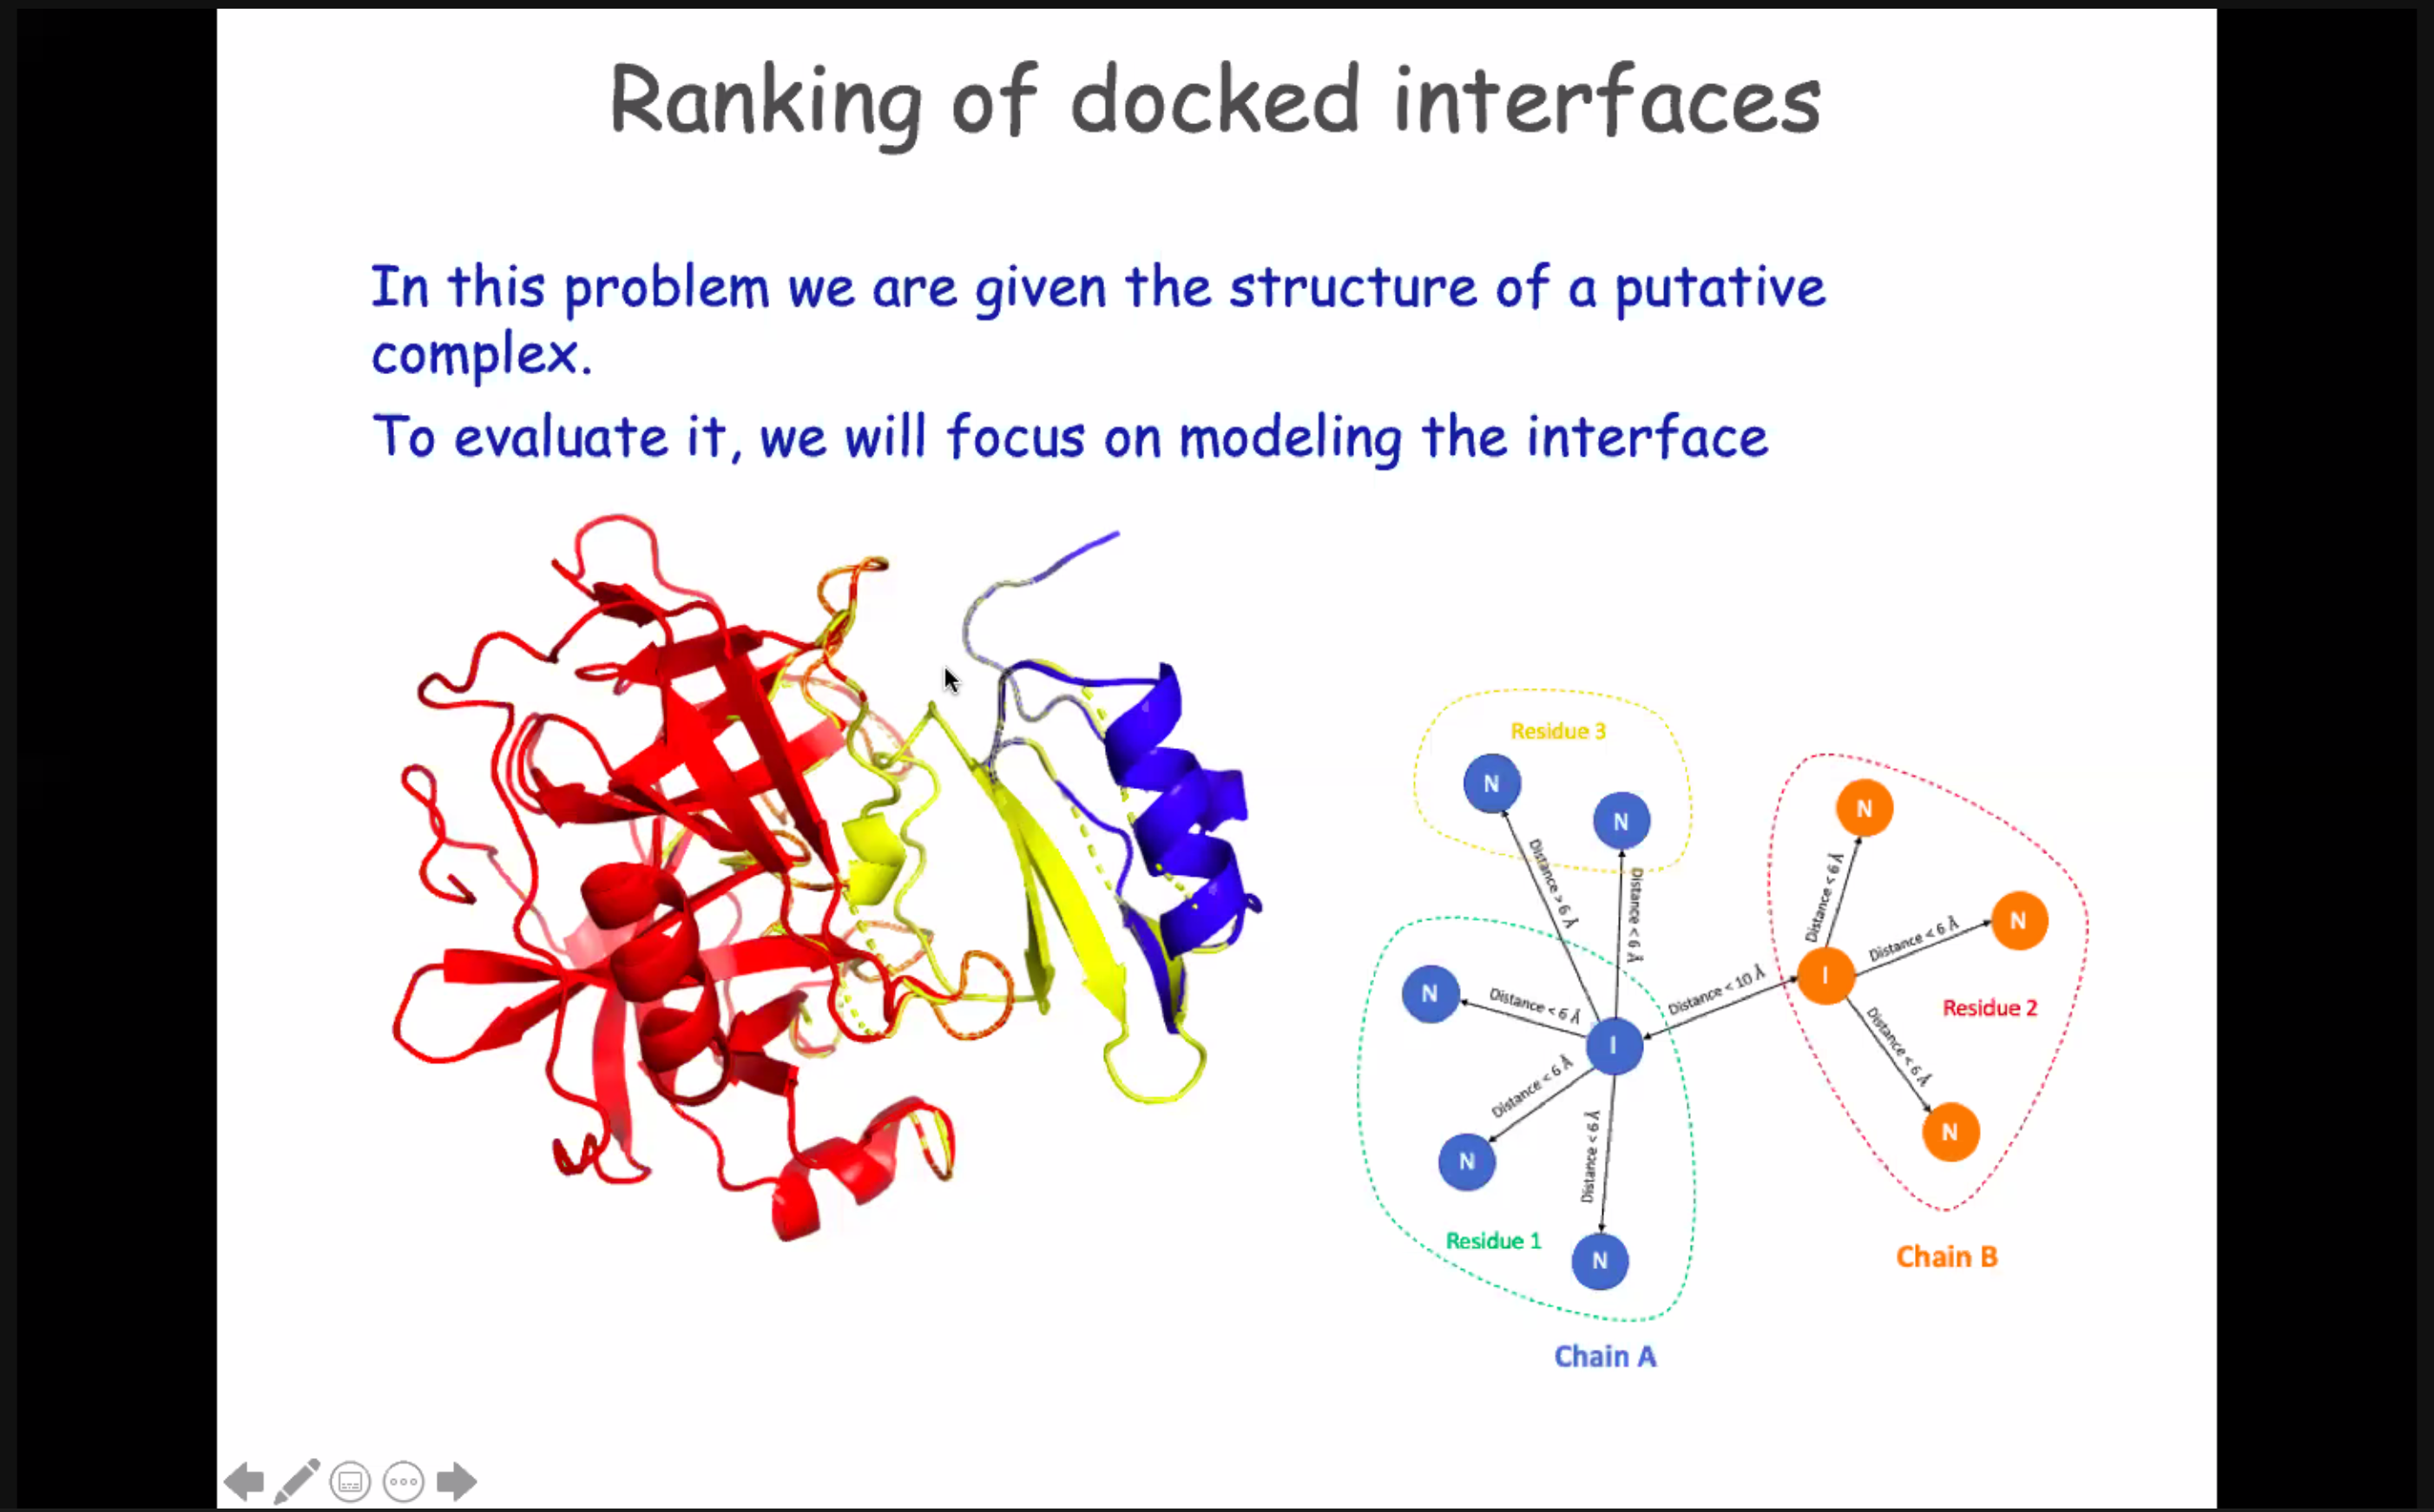 Ranking of docked interfaces
In this problem we are given the structure of a putative
complex.
To evaluate it, we will focus on modeling the interface
Residue 3
N
N
Distance > 6 Å
Distance < 6 Å
N
Distance < 6 Å
N
Distance < 6 Å
I
Distance < 10 Å
Residue 2
Distance < 6 Å
N
N
Distance < 6 Å
I
Distance < 6 Å
N
Distance < 6 Å
N
Residue 1
Chain B
Chain A